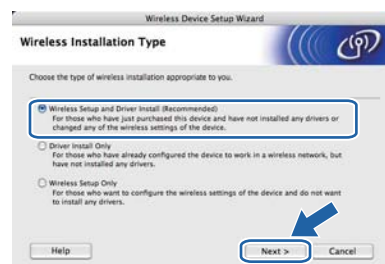 Wireless Device Setup Wizard
Wireless Installation Type
Choose the type of wireless installation appropriate to you.
Wireless Setup and Driver Install (Recommended)
For those who have just purchased this device and have not installed any drivers or
changed any of the wireless settings of the device.
Driver Install Only
For those who have already configured the device to work in a wireless network, but
have not installed any drivers.
Wireless Setup Only
For those who want to configure the wireless settings of the device and do not want
to install any drivers.
Help
Next >
Cancel